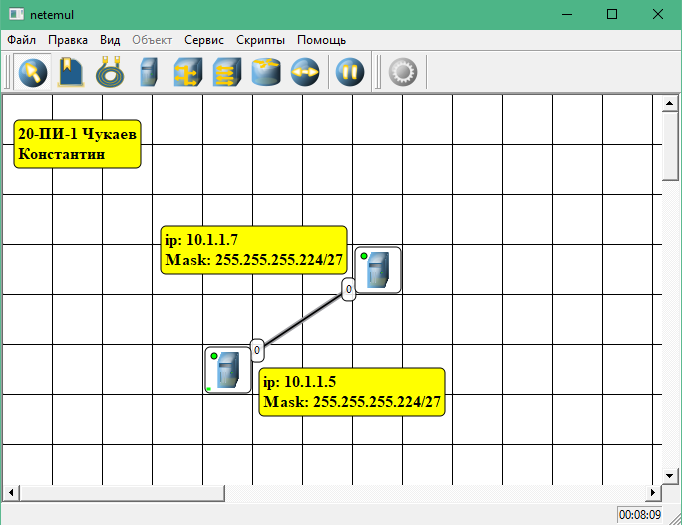 netemul
Файл Правка Вид Объект Сервис Скрипты Помощь
20-ПИ-1 Чукаев
Константин
ip: 10.1.1.7
Mask: 255.255.255.224/27
0
0
ip: 10.1.1.5
Mask: 255.255.255.224/27
00:08:09